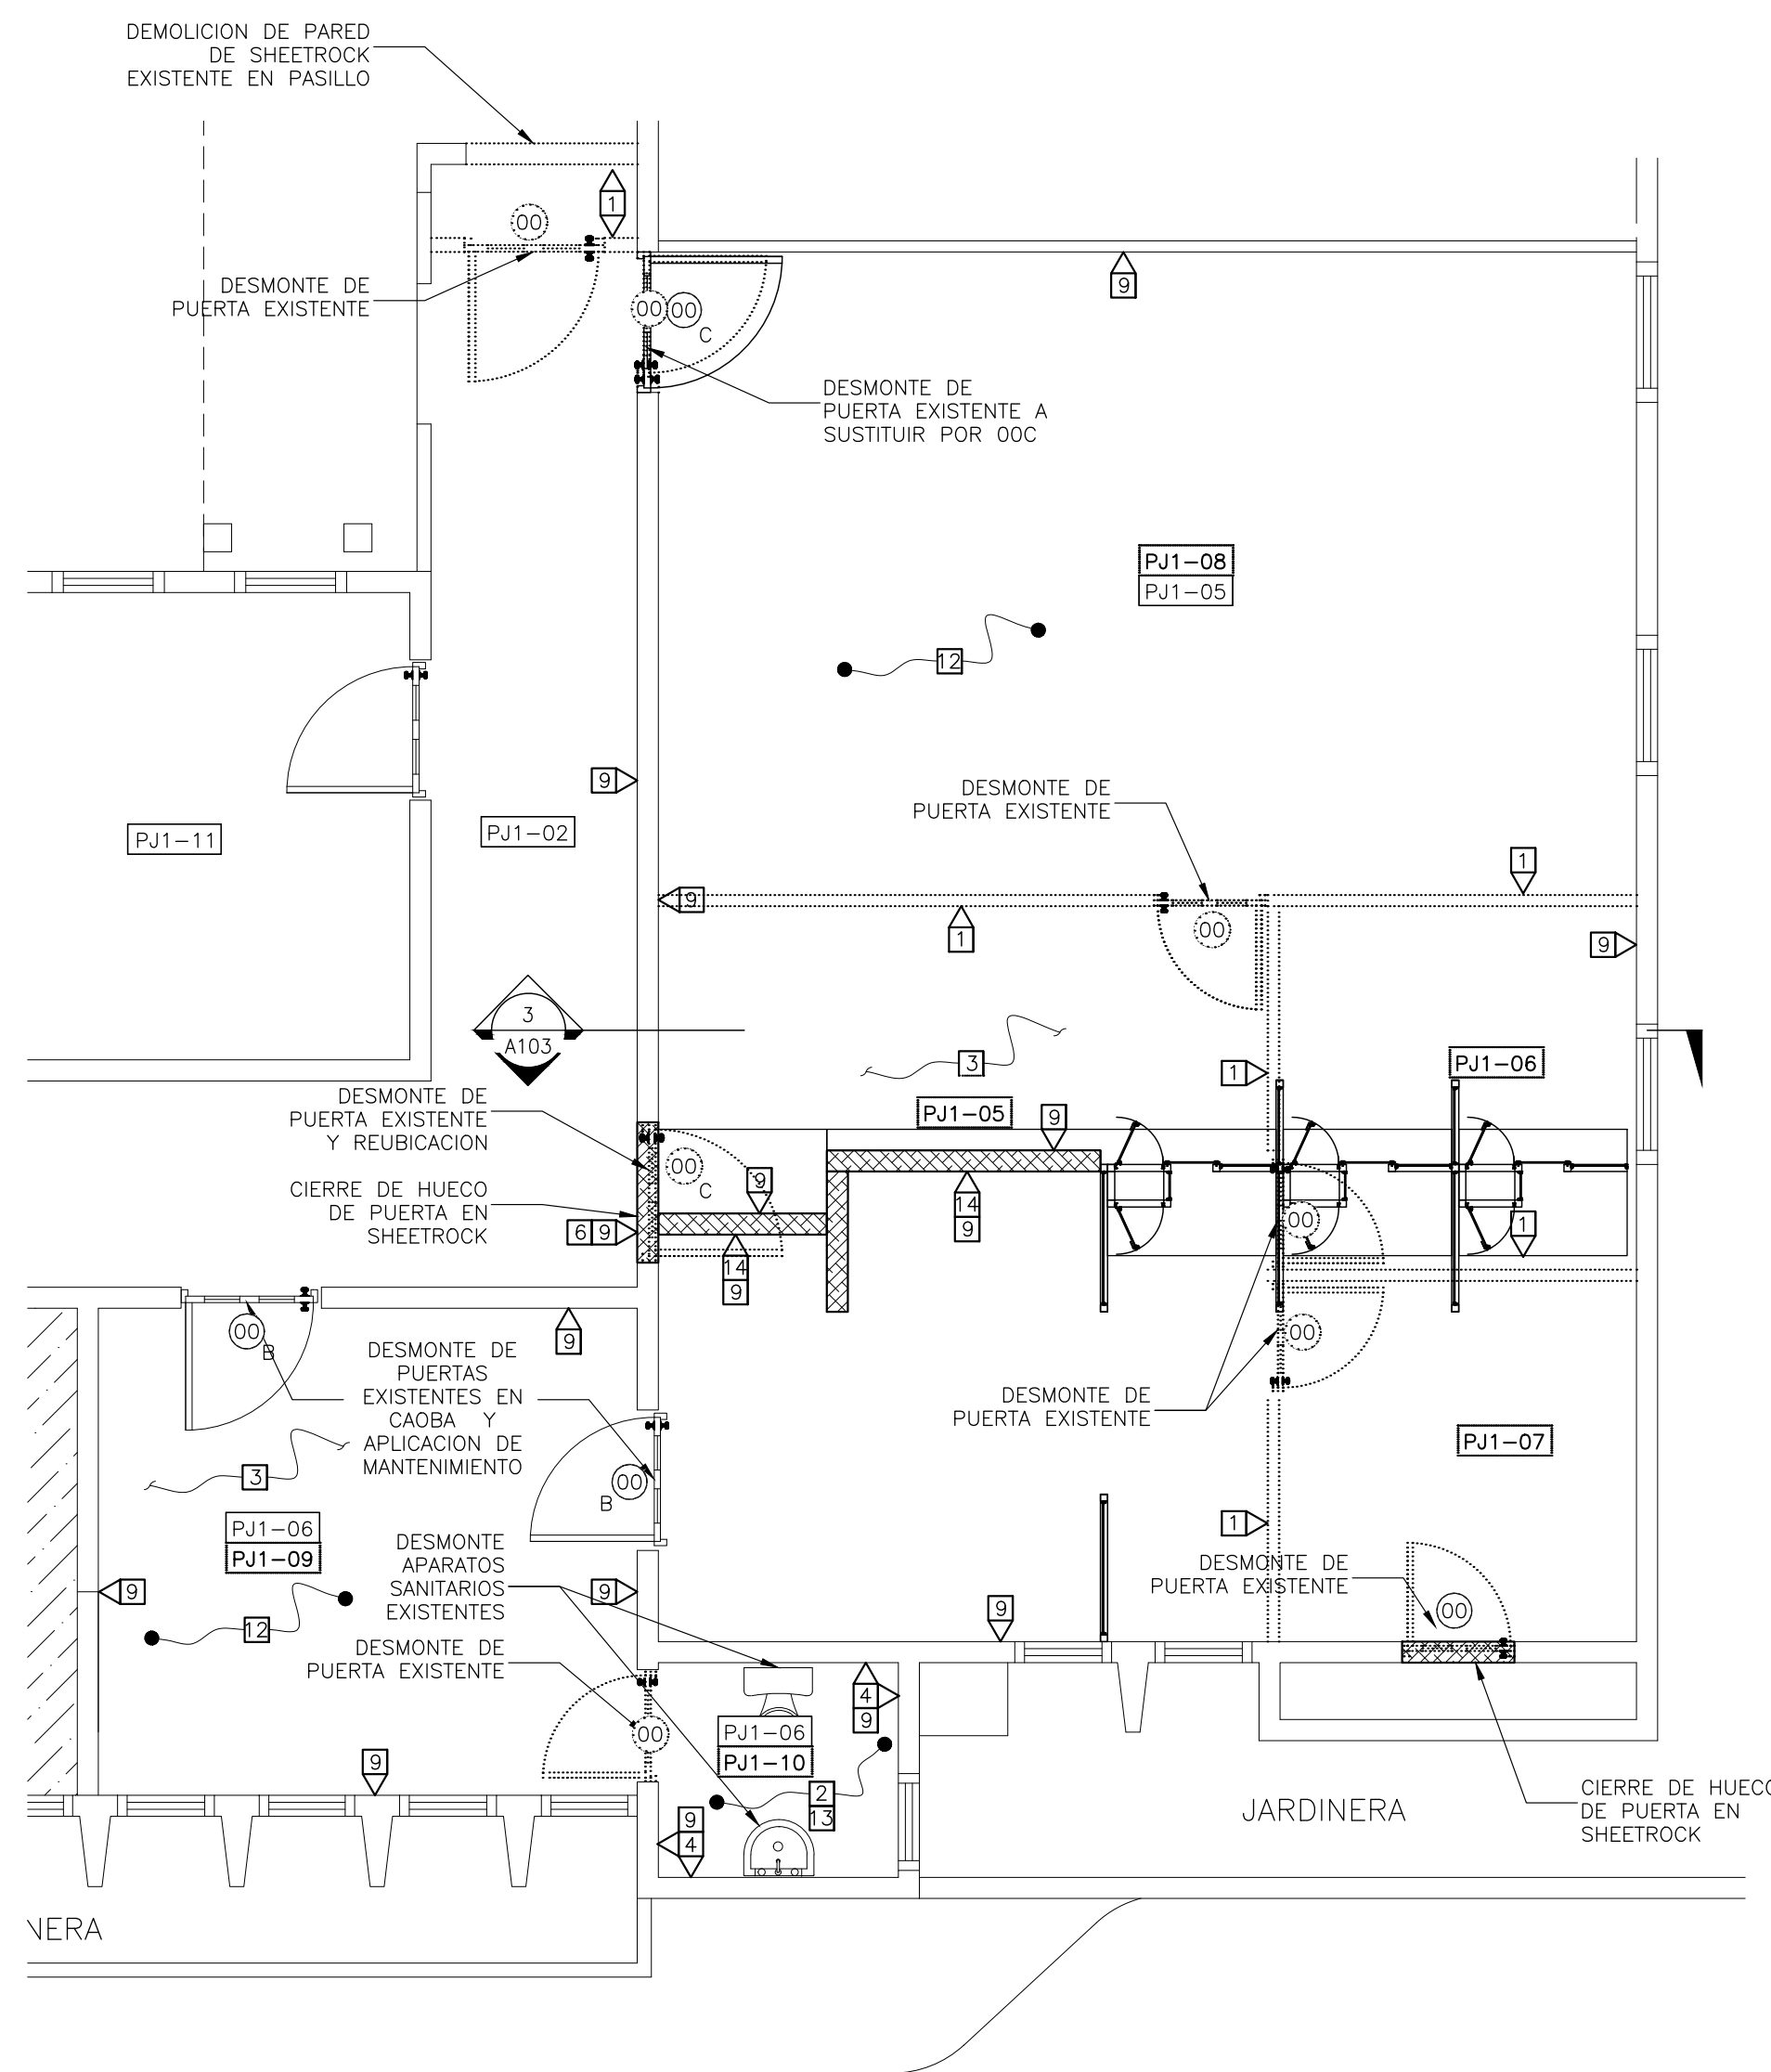 DEMOLICION DE PARED
DE SHEETROCK
EXISTENTE EN PASILLO
1
00
DESMONTE DE
PUERTA EXISTENTE
00
00
C
9
DESMONTE DE
PUERTA EXISTENTE A
SUSTITUIR POR 00C
PJ1-08
PJ1-05
12
9
DESMONTE DE
PUERTA EXISTENTE
PJ1-11
PJ1-02
1
9
1
00
9
3
A103
3
1
PJ1-06
DESMONTE DE
PUERTA EXISTENTE
Y REUBICACION
PJ1-05
9
00
C
9
CIERRE DE HUECO
DE PUERTA EN
SHEETROCK
6 9
14
9
14
9
00
1
00
B
9
DESMONTE DE
PUERTAS
EXISTENTES EN
CAOBA Y
APLICACION DE
MANTENIMIENTO
00
DESMONTE DE
PUERTA EXISTENTE
PJ1-07
3
00
B
PJ1-06
PJ1-09
1
DESMONTE
APARATOS
SANITARIOS
EXISTENTES
DESMONTE DE
PUERTA EXISTENTE
9
9
9
00
12
DESMONTE DE
PUERTA EXISTENTE
4
9
00
PJ1-06
PJ1-10
9
2
13
9
4
JARDINERA
CIERRE DE HUECO
DE PUERTA EN
SHEETROCK
NERA